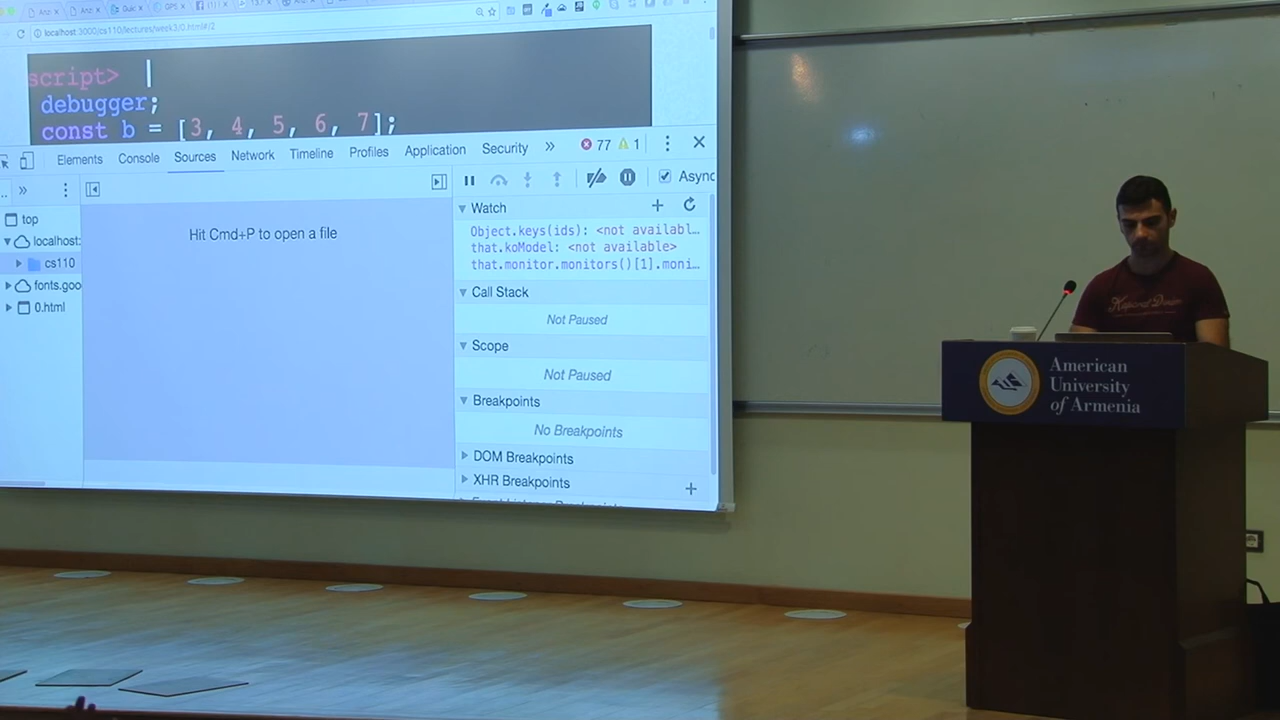 localhost:3000/cs110/lectures/week3/0.html#/2
script>
debugger;
const b = [3, 4, 5, 6, 7];
Elements Console Sources Network Timeline Profiles Application Security » 77 1
Async
top
localhost:
cs110
fonts.goo
0.html
Hit Cmd+P to open a file
Watch
Object.keys(ids): <not availabl…
that.koModel: <not available>
that.monitor.monitors()[1].moni…
Call Stack
Not Paused
Scope
Not Paused
Breakpoints
No Breakpoints
DOM Breakpoints
XHR Breakpoints
American
University
of Armenia